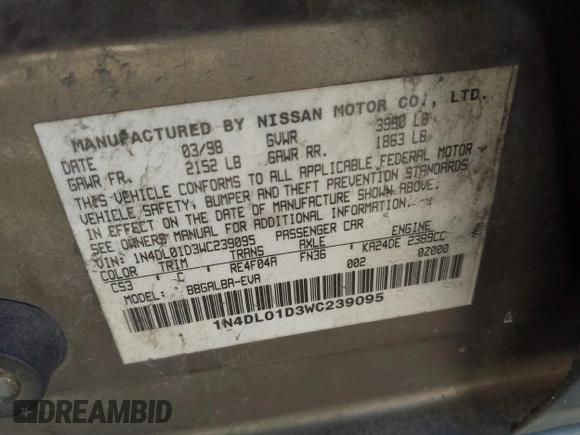 MANUFACTURED BY NISSAN MOTOR CO., LTD.
DATE 03/98 GVWR 3990 LB
GAWR FR. 2152 LB GAWR RR. 1863 LB
THIS VEHICLE CONFORMS TO ALL APPLICABLE FEDERAL MOTOR
VEHICLE SAFETY, BUMPER AND THEFT PREVENTION STANDARDS
IN EFFECT ON THE DATE OF MANUFACTURE SHOWN ABOVE.
SEE OWNERS MANUAL FOR ADDITIONAL INFORMATION.
VIN: 1N4DL01D3WC239095 PASSENGER CAR
COLOR TRIM TRANS AXLE ENGINE
CS3 C RE4F04A FN36 KA24DE 2389CC
MODEL: BBGALBA-EVA 002 02000
1N4DL01D3WC239095
DREAMBID